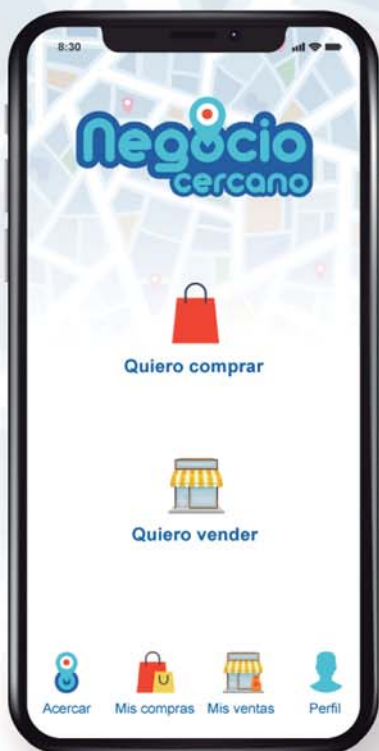 8:30
Negocio
cercano
Quiero comprar
Quiero vender
Acercar Mis compras Mis ventas Perfil